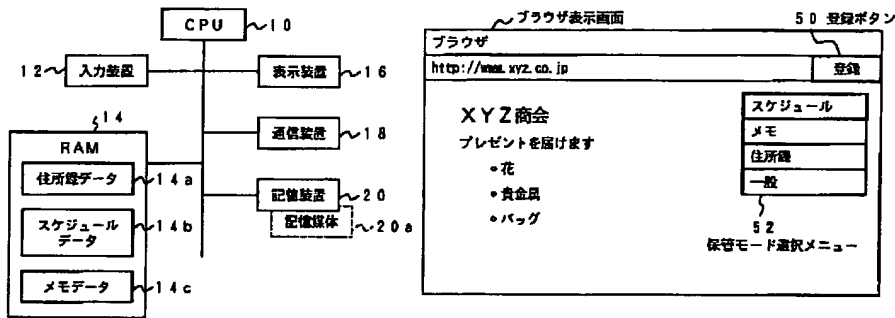 CPU
10
12
入力装置
表示装置
16
14
通信装置
18
RAM
住所録データ
14a
記憶装置
20
記憶媒体
20a
スケジュール
データ
14b
メモデータ
14c
ブラウザ表示画面
50 登録ボタン
ブラウザ
http://www.xyz.co.jp
登録
XYZ商会
プレゼントを届けます
•花
•貴金属
•バッグ
スケジュール
メモ
住所録
一般
52
保管モード選択メニュー